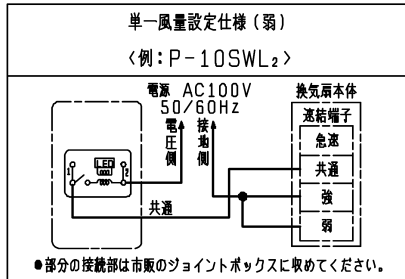 単一風量設定仕様(弱)
〈例:P-10SWL₂〉
電源 AC100V
50/60Hz
換気扇本体
速結端子
電圧側
接地側
急速
共通
強
弱
LED
1
2
共通
●部分の接続部は市販のジョイントボックスに収めてください。